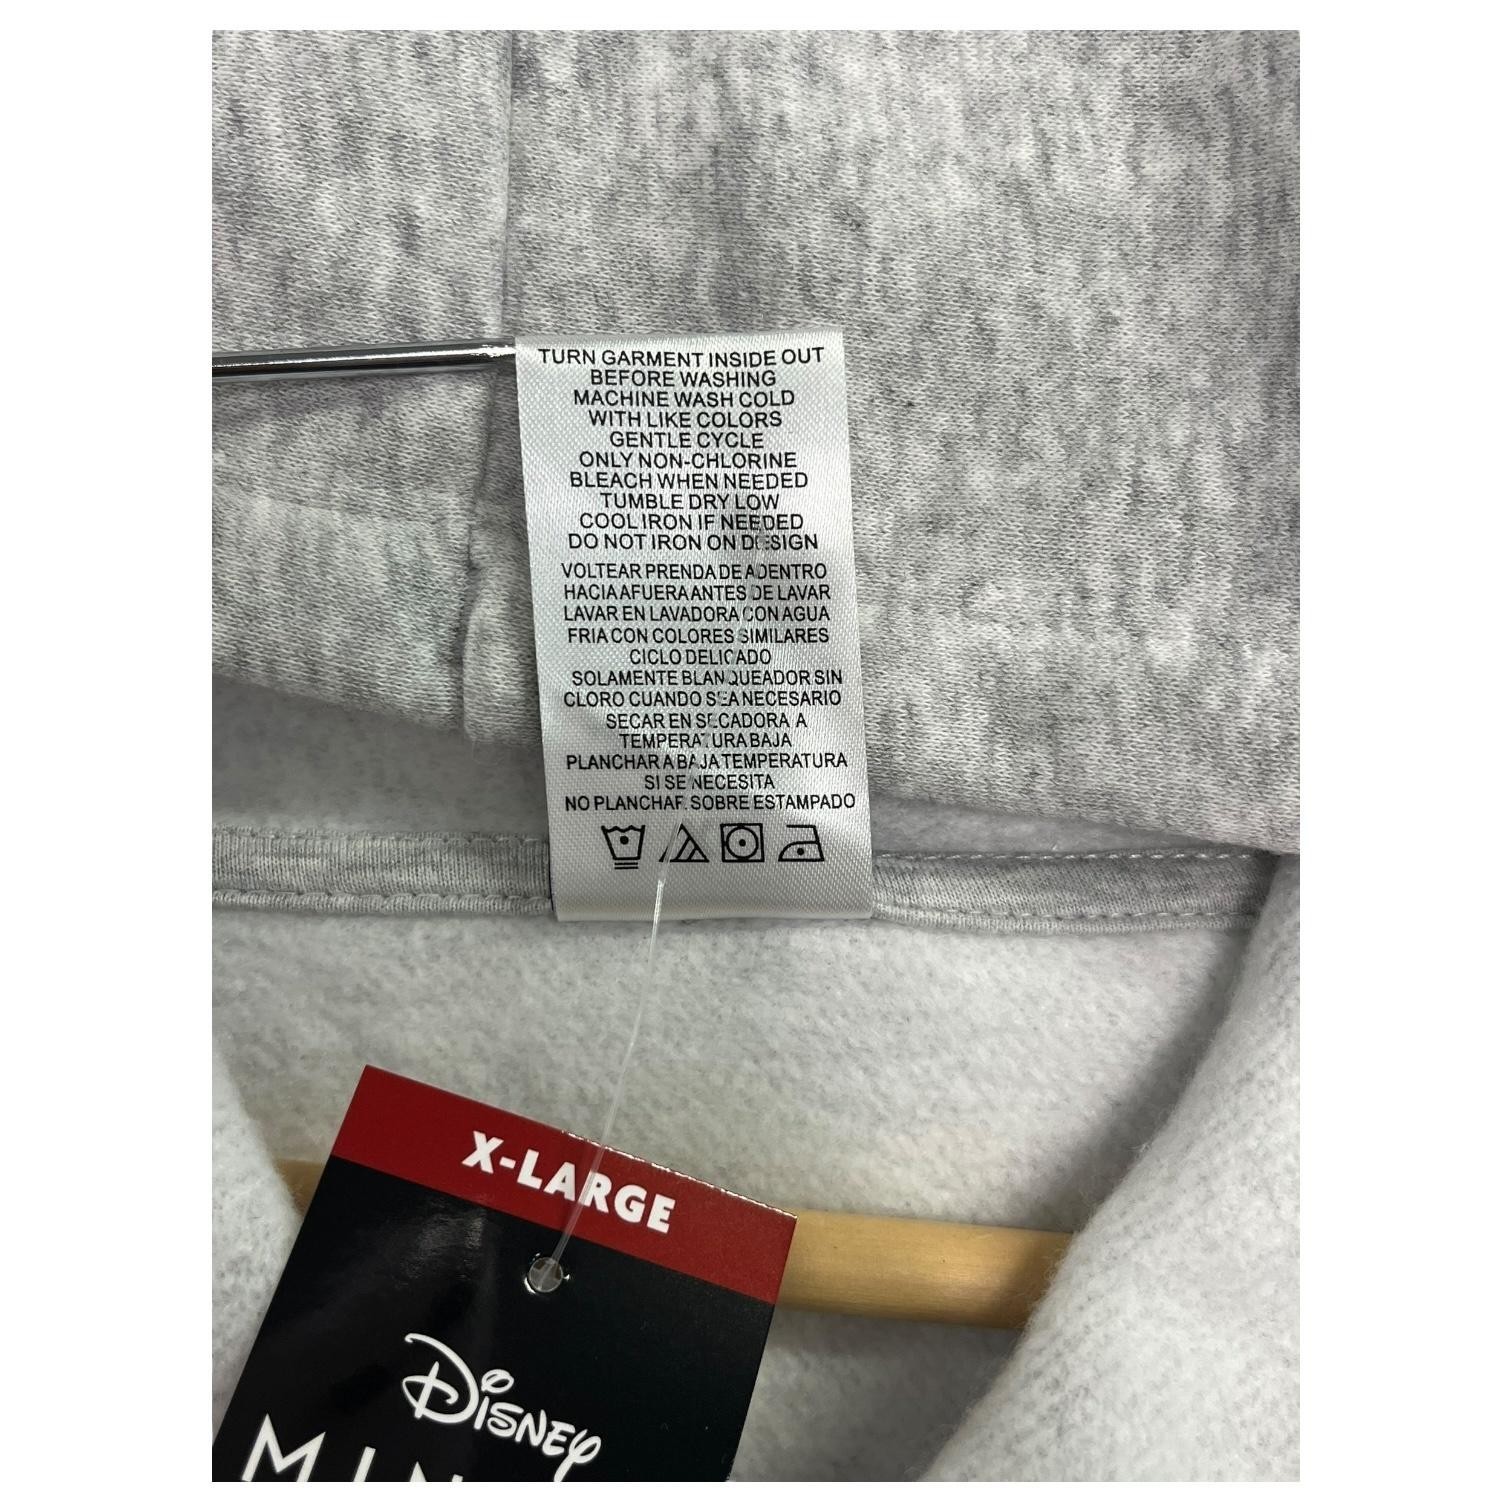 TURN GARMENT INSIDE OUT
BEFORE WASHING
MACHINE WASH COLD
WITH LIKE COLORS
GENTLE CYCLE
ONLY NON-CHLORINE
BLEACH WHEN NEEDED
TUMBLE DRY LOW
COOL IRON IF NEEDED
DO NOT IRON ON DESIGN
VOLTEAR PRENDA DE ADENTRO
HACIA AFUERA ANTES DE LAVAR
LAVAR EN LAVADORA CON AGUA
FRIA CON COLORES SIMILARES
CICLO DELICADO
SOLAMENTE BLANQUEADOR SIN
CLORO CUANDO SEA NECESARIO
SECAR EN SECADORA A
TEMPERATURA BAJA
PLANCHAR A BAJA TEMPERATURA
SI SE NECESITA
NO PLANCHAR SOBRE ESTAMPADO
X-LARGE
DISNEY